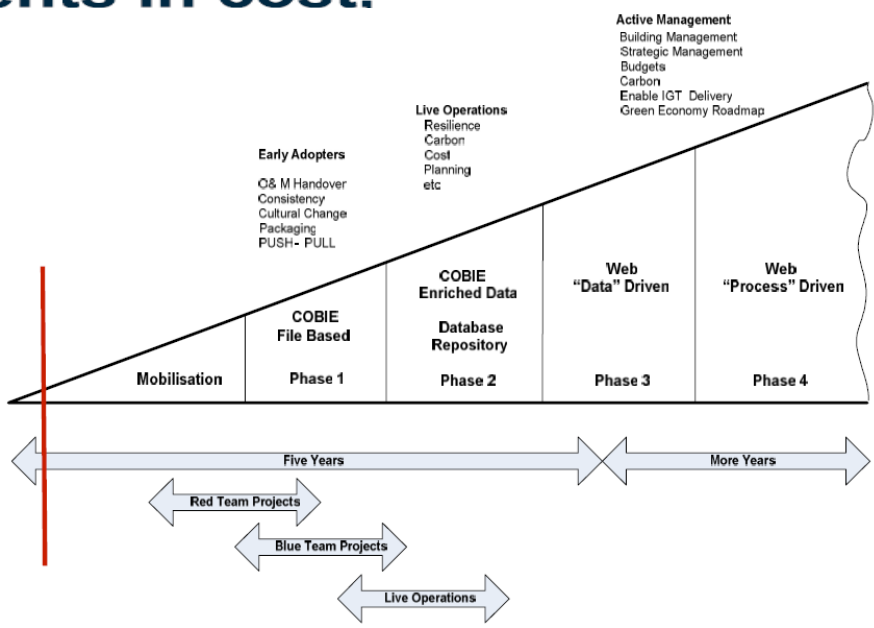 ents in cost.
Active Management
Building Management
Strategic Management
Budgets
Carbon
Enable IGT Delivery
Green Economy Roadmap
Live Operations
Resilience
Carbon
Cost
Planning
etc
Early Adopters
O& M Handover
Consistency
Cultural Change
Packaging
PUSH- PULL
Mobilisation
COBIE
File Based
Phase 1
COBIE
Enriched Data
Database
Repository
Phase 2
Web
“Data” Driven
Phase 3
Web
“Process” Driven
Phase 4
Five Years
More Years
Red Team Projects
Blue Team Projects
Live Operations